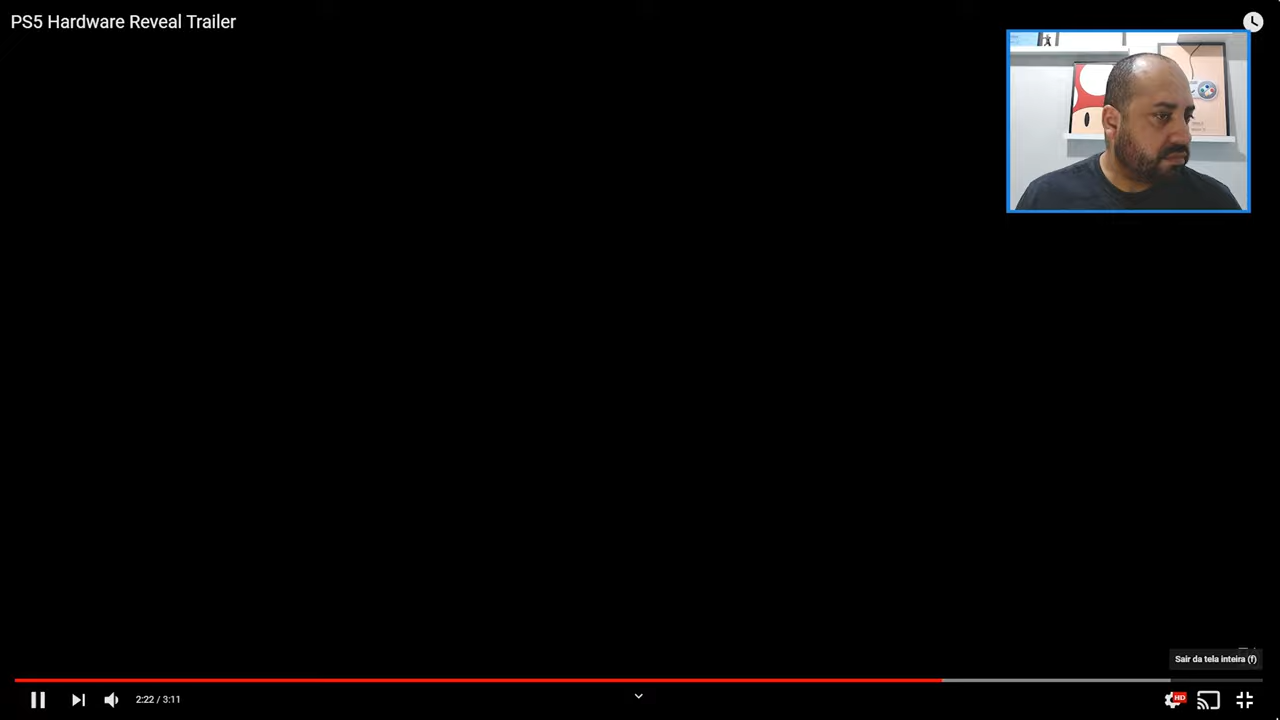 PS5 Hardware Reveal Trailer
Sair da tela inteira (f)
2:22 / 3:11
HD